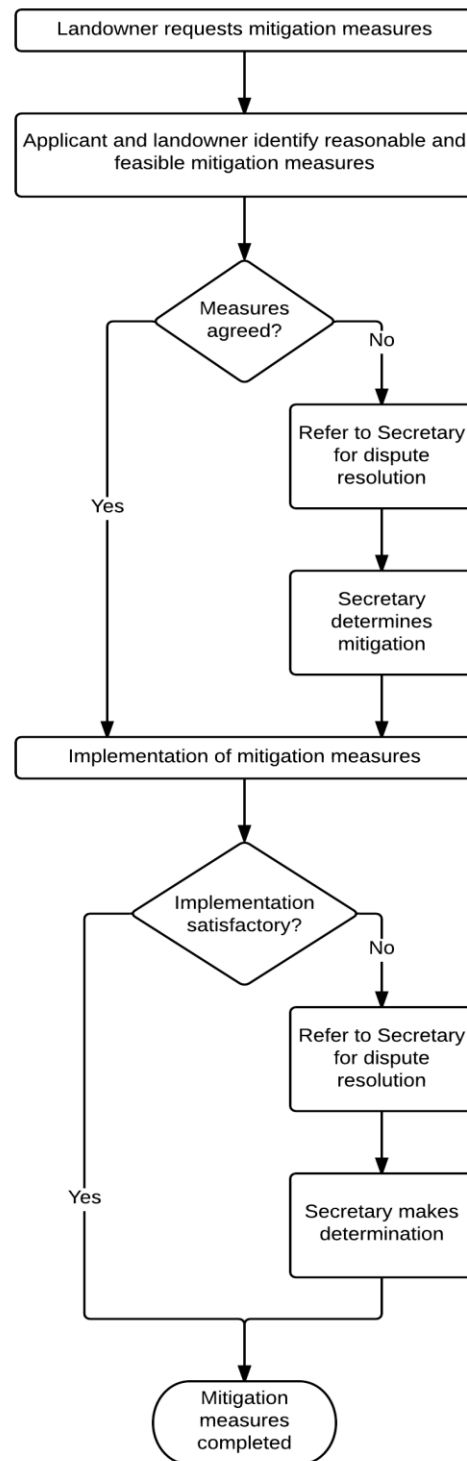 Landowner requests mitigation measures
Applicant and landowner identify reasonable and
feasible mitigation measures
Measures
agreed?
No
Refer to Secretary
for dispute
resolution
Yes
Secretary
determines
mitigation
Implementation of mitigation measures
Implementation
satisfactory?
No
Refer to Secretary
for dispute
resolution
Yes
Secretary makes
determination
Mitigation
measures
completed